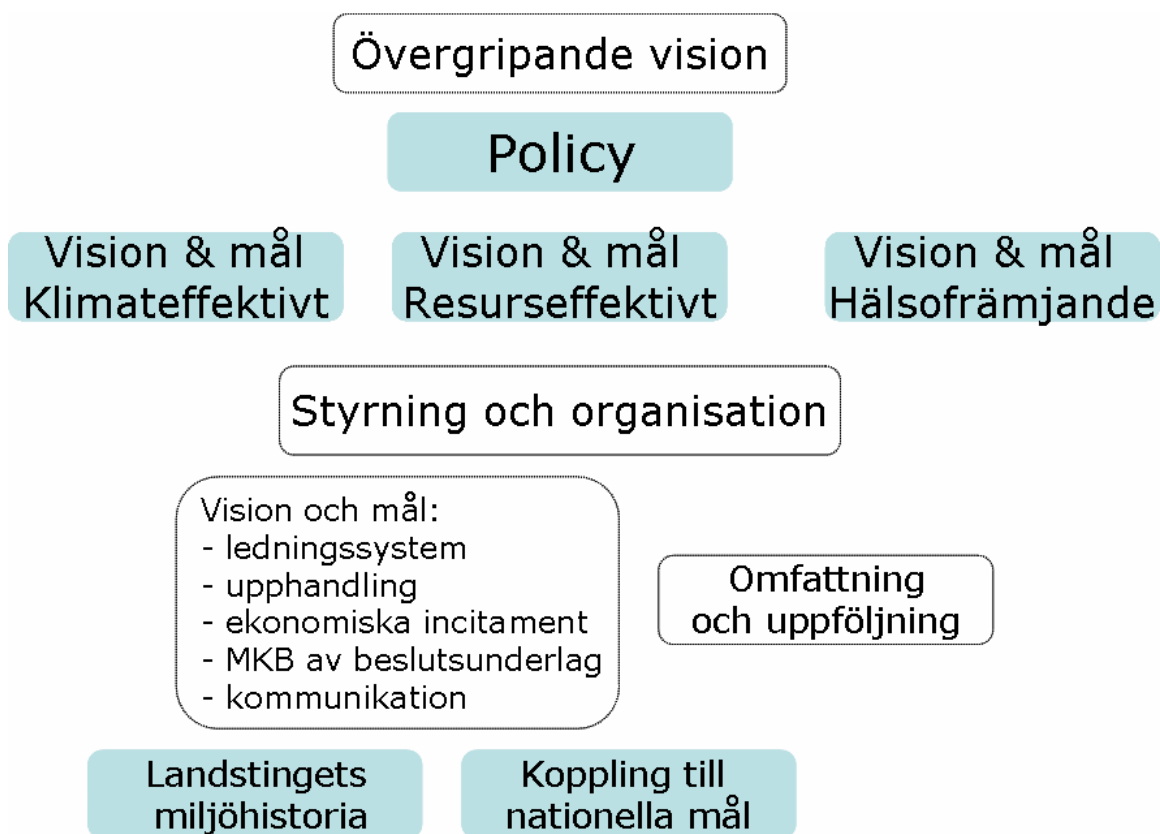 Övergripande vision
Policy
Vision & mål
Klimateffektivt
Vision & mål
Resurseffektivt
Vision & mål
Hälsofrämjande
Styrning och organisation
Vision och mål:
- ledningssystem
- upphandling
- ekonomiska incitament
- MKB av beslutsunderlag
- kommunikation
Omfattning
och uppföljning
Landstingets
miljöhistoria
Koppling till
nationella mål